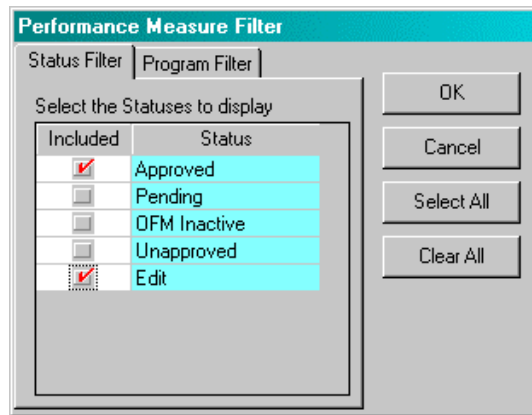 Performance Measure Filter
Status Filter Program Filter
Select the Statuses to display
Included Status
Approved
Pending
OFM Inactive
Unapproved
Edit
OK
Cancel
Select All
Clear All